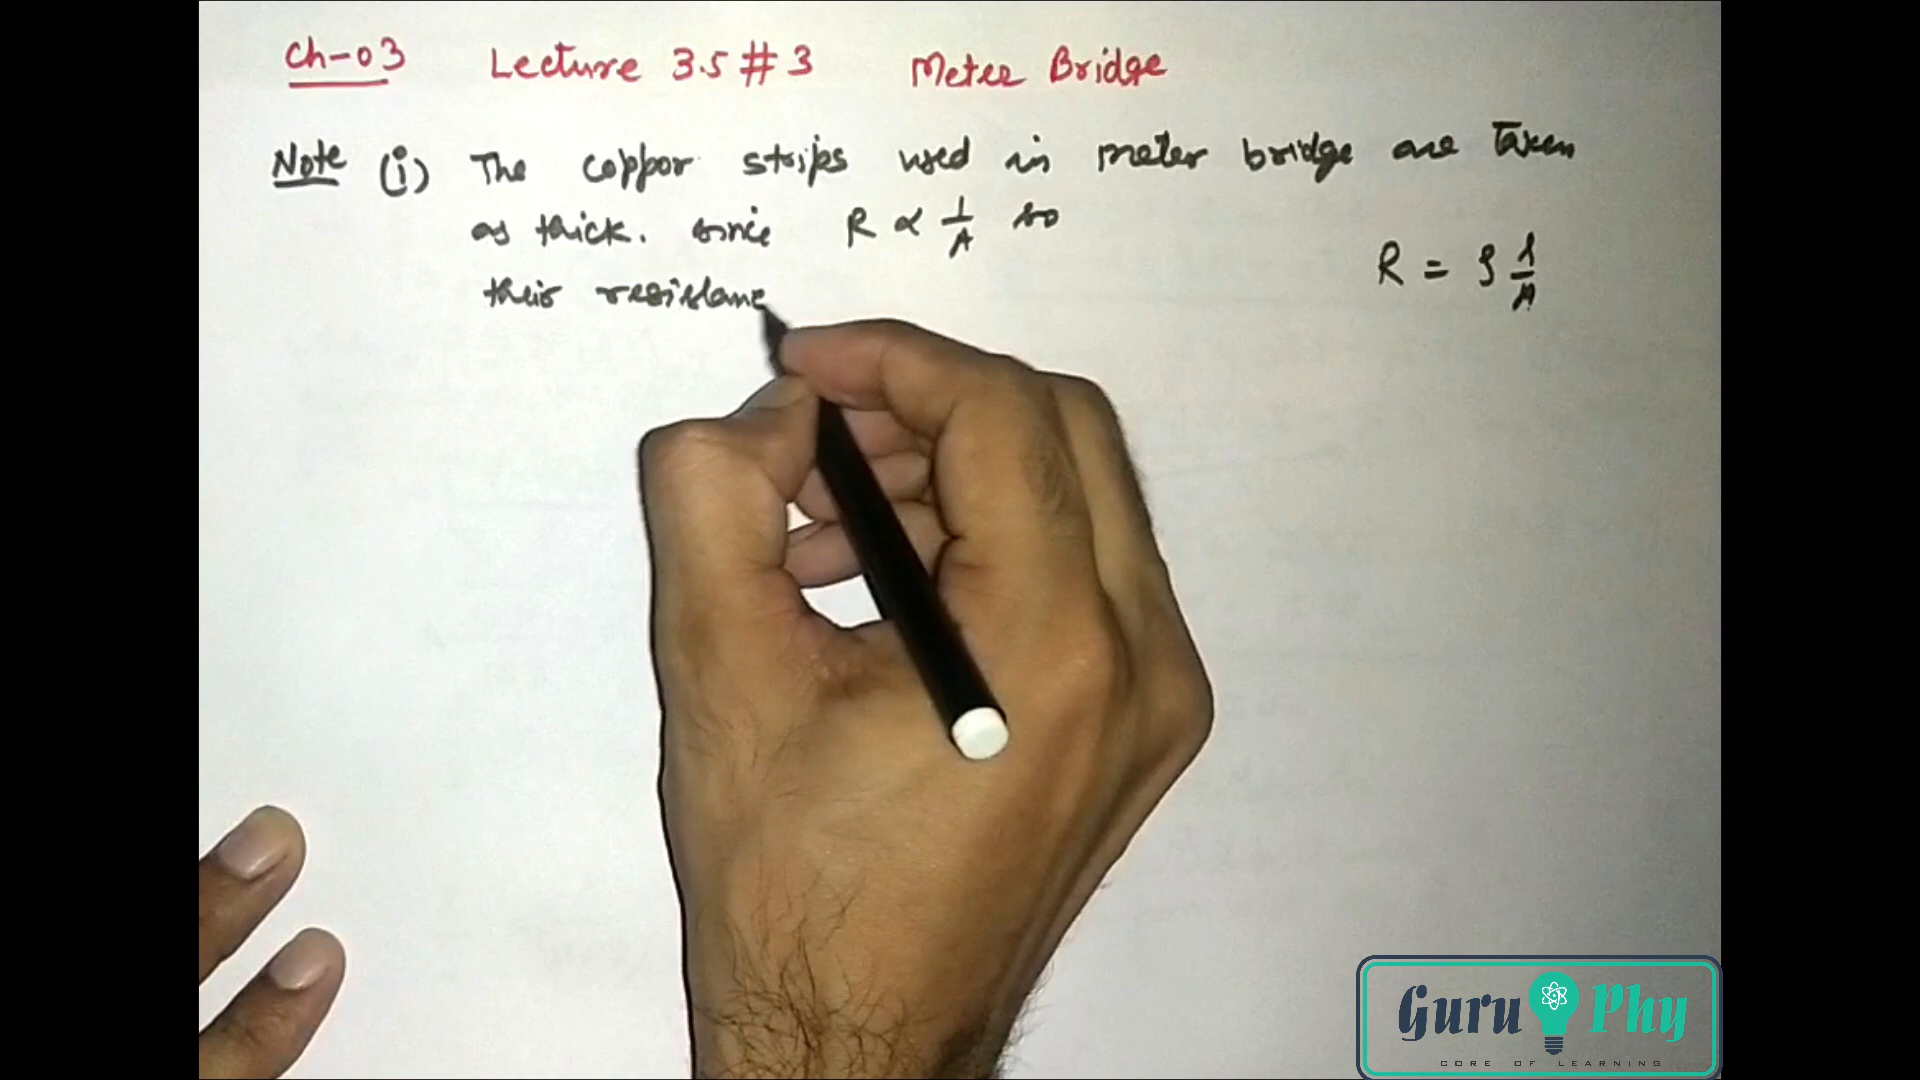 Ch-03 Lecture 3.5 # 3 Meter Bridge
Note (i) The coppor strips used in meter bridge are Taken
as thick. since R ∝ 1/A so
R = ρ l/A
their resistance
Guru Phy
CORE OF LEARNING